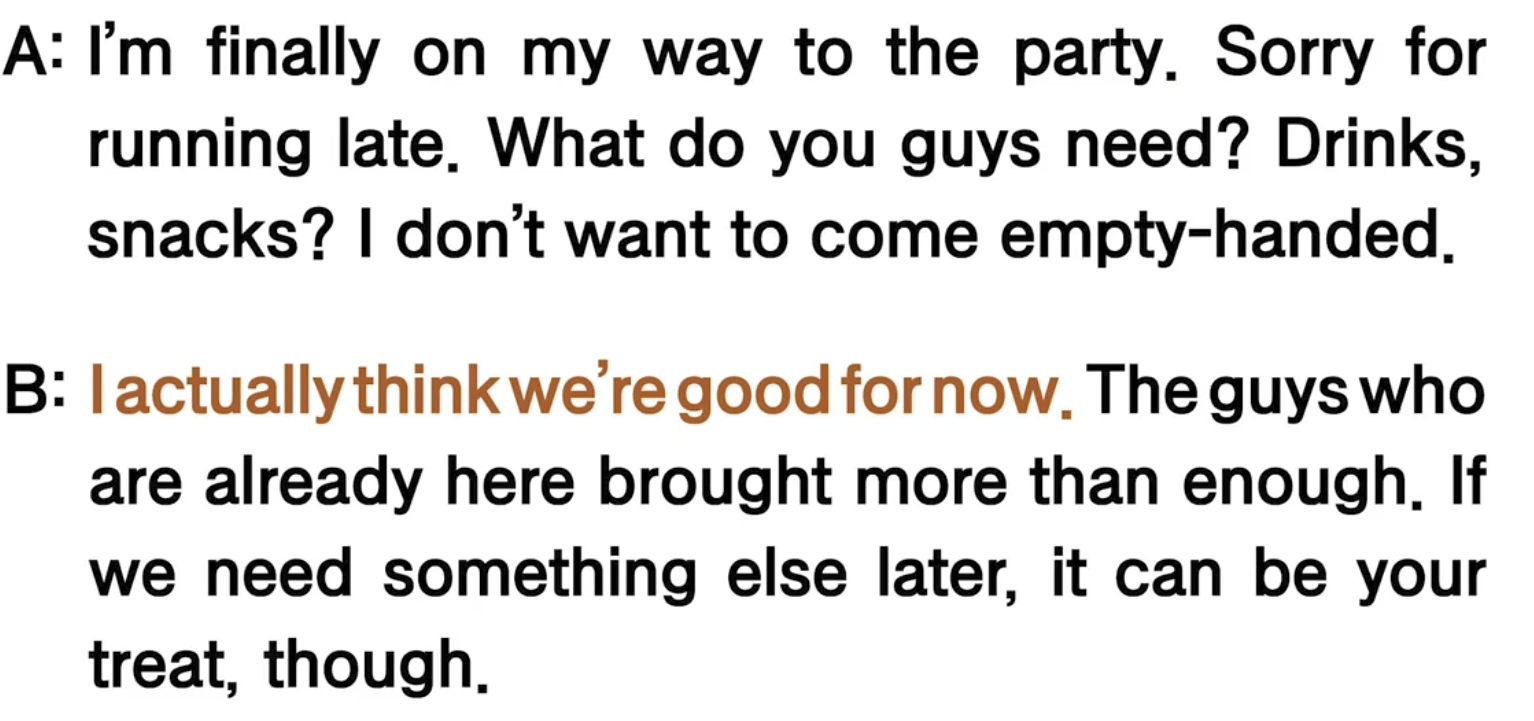 A: I’m finally on my way to the party. Sorry for
running late. What do you guys need? Drinks,
snacks? I don’t want to come empty-handed.
B: I actually think we’re good for now. The guys who
are already here brought more than enough. If
we need something else later, it can be your
treat, though.